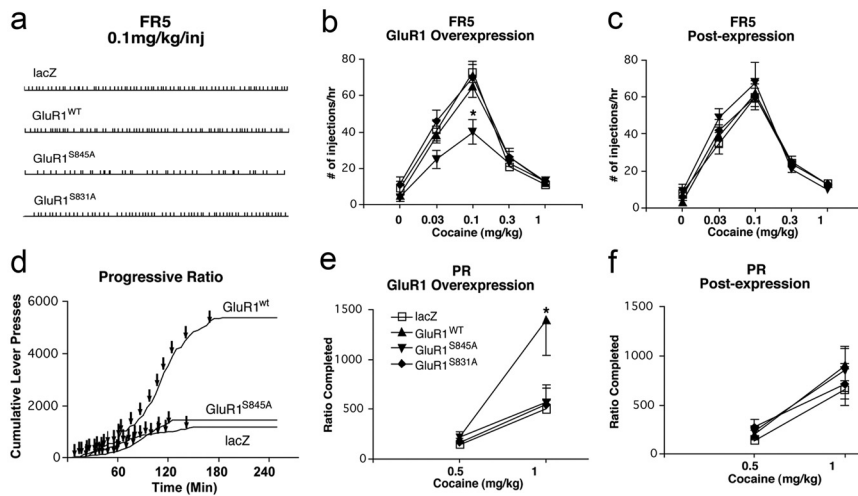 a
FR5
0.1mg/kg/inj
lacZ
GluR1WT
GluR1S845A
GluR1S831A
b
FR5
GluR1 Overexpression
# of injections/hr
80
60
40
20
0
*
0 0.03 0.1 0.3 1
Cocaine (mg/kg)
c
FR5
Post-expression
# of injections/hr
80
60
40
20
0
0 0.03 0.1 0.3 1
Cocaine (mg/kg)
d
Progressive Ratio
Cumulative Lever Presses
6000
4000
2000
0
GluR1wt
GluR1S845A
lacZ
60 120 180 240
Time (Min)
e
PR
GluR1 Overexpression
Ratio Completed
1500
1000
500
0
lacZ
GluR1WT
GluR1S845A
GluR1S831A
*
0.5 1
Cocaine (mg/kg)
f
PR
Post-expression
Ratio Completed
1500
1000
500
0
0.5 1
Cocaine (mg/kg)